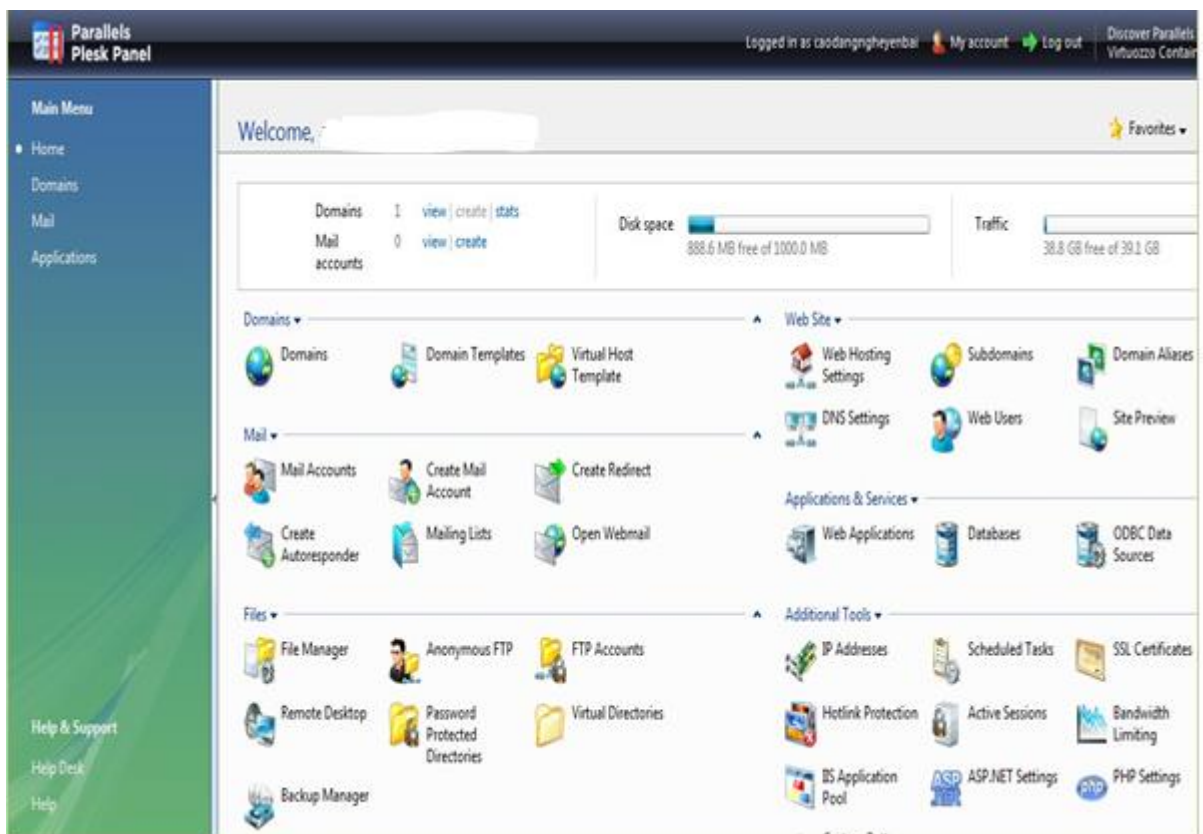 Parallels
Plesk Panel
Logged in as caodangngheyenbai My account Log out
Discover Parallels
Virtuozzo Contain
Main Menu
Home
Domains
Mail
Applications
Help & Support
Help Desk
Help
Welcome,
Favorites
Domains 1 view | create | stats
Mail accounts 0 view | create
Disk space
888.6 MB free of 1000.0 MB
Traffic
38.8 GB free of 39.1 GB
Domains
Domains
Domain Templates
Virtual Host
Template
Mail
Mail Accounts
Create Mail
Account
Create Redirect
Create
Autoresponder
Mailing Lists
Open Webmail
Files
File Manager
Anonymous FTP
FTP Accounts
Remote Desktop
Password
Protected
Directories
Virtual Directories
Backup Manager
Web Site
Web Hosting
Settings
Subdomains
Domain Aliases
DNS Settings
Web Users
Site Preview
Applications & Services
Web Applications
Databases
ODBC Data
Sources
Additional Tools
IP Addresses
Scheduled Tasks
SSL Certificates
Hotlink Protection
Active Sessions
Bandwidth
Limiting
IIS Application
Pool
ASP.NET Settings
PHP Settings